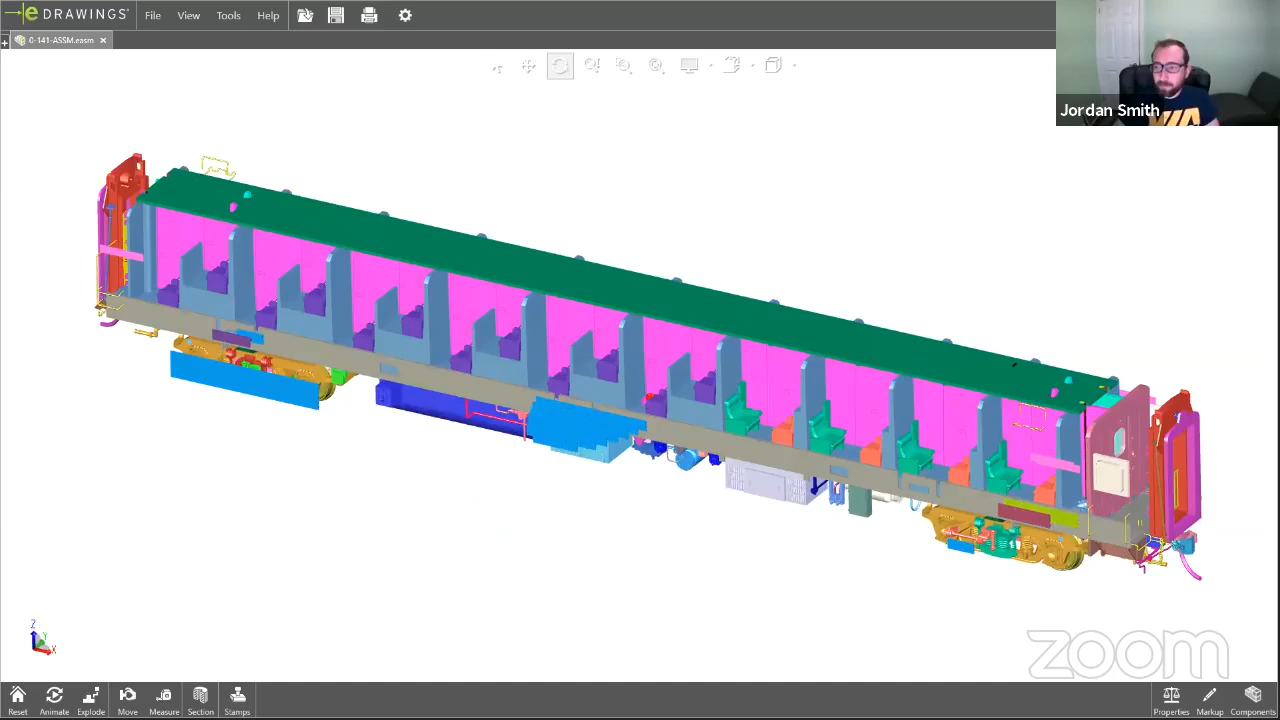 eDRAWINGS®
File View Tools Help
0-141-ASSM.easm
Jordan Smith
Z
Y
X
zoom
Reset Animate Explode Move Measure Section Stamps Properties Markup Components